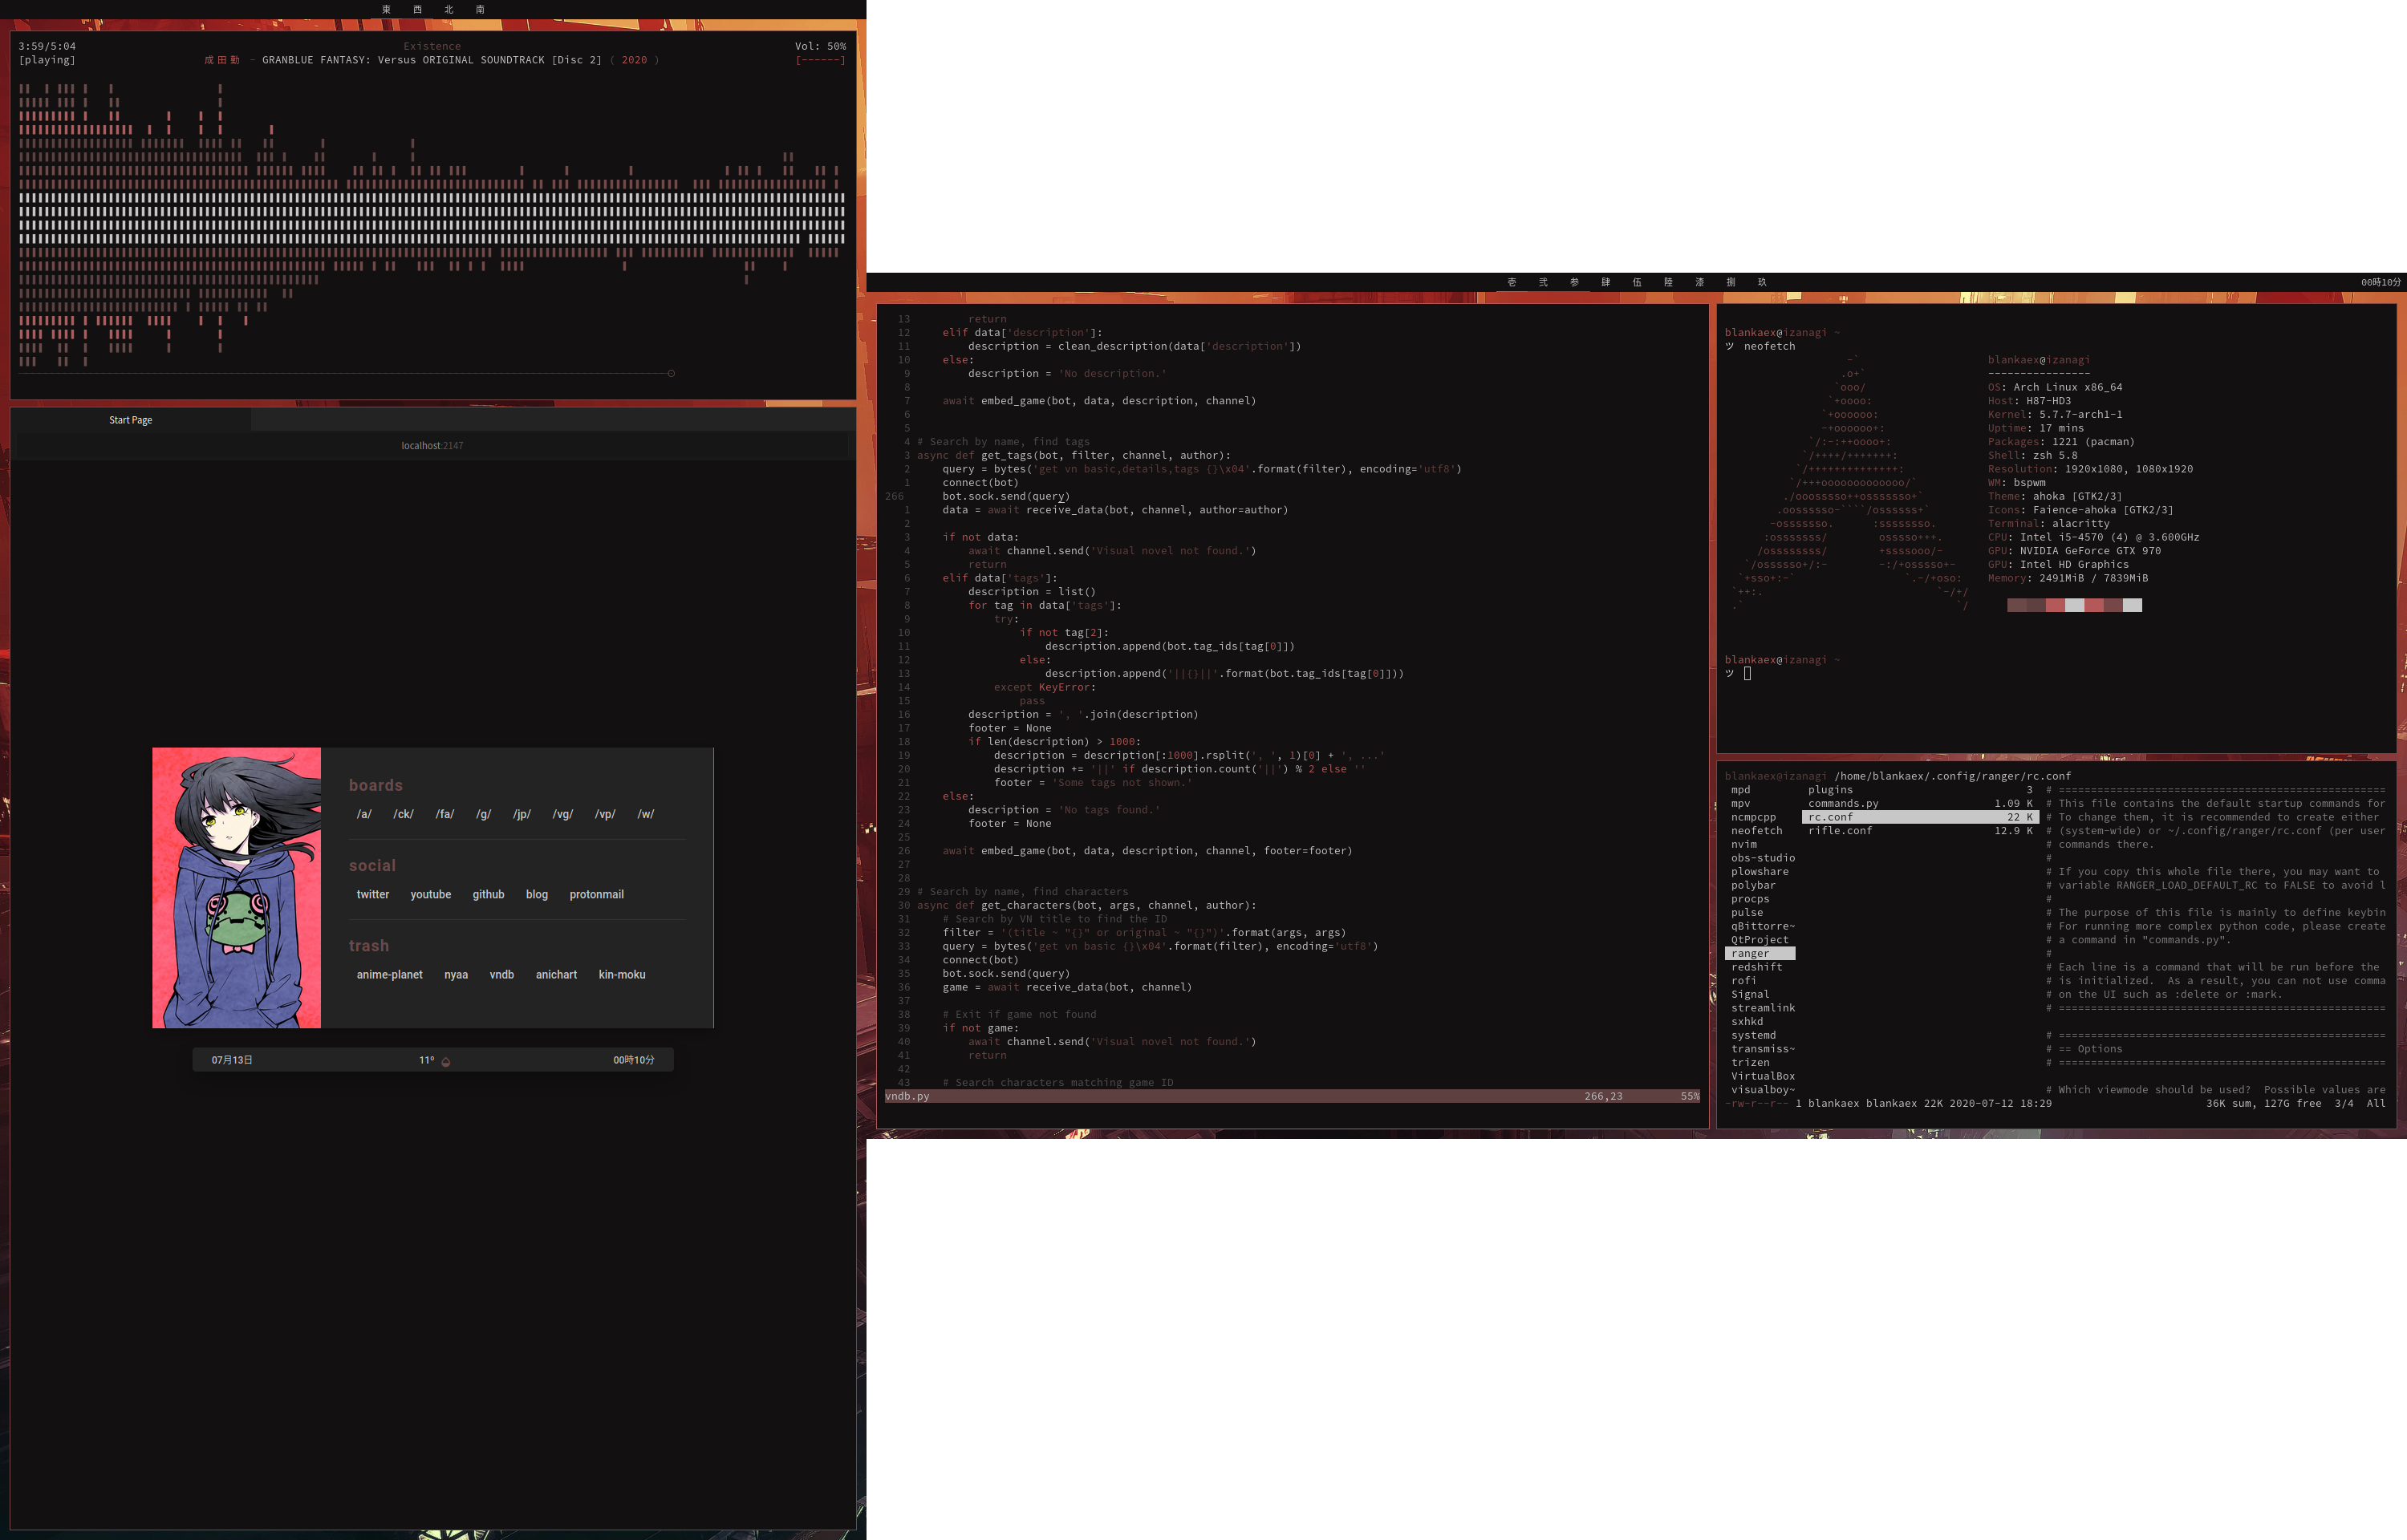 東 西 北 南
3:59/5:04 Existence Vol: 50%
[playing] 成田勤 - GRANBLUE FANTASY: Versus ORIGINAL SOUNDTRACK [Disc 2] ( 2020 ) [------]
Start Page
localhost:2147
boards
/a/ /ck/ /fa/ /g/ /jp/ /vg/ /vp/ /w/
social
twitter youtube github blog protonmail
trash
anime-planet nyaa vndb anichart kin-moku
07月13日 11° 00時10分
壱 弐 参 肆 伍 陸 漆 捌 玖 00時10分
13         return
12     elif data['description']:
11         description = clean_description(data['description'])
10     else:
9         description = 'No description.'
8
7     await embed_game(bot, data, description, channel)
6
5
4 # Search by name, find tags
3 async def get_tags(bot, filter, channel, author):
2     query = bytes('get vn basic,details,tags {}\x04'.format(filter), encoding='utf8')
1     connect(bot)
266     bot.sock.send(query)
1     data = await receive_data(bot, channel, author=author)
2
3     if not data:
4         await channel.send('Visual novel not found.')
5         return
6     elif data['tags']:
7         description = list()
8         for tag in data['tags']:
9             try:
10                 if not tag[2]:
11                     description.append(bot.tag_ids[tag[0]])
12                 else:
13                     description.append('||{}||'.format(bot.tag_ids[tag[0]]))
14             except KeyError:
15                 pass
16         description = ', '.join(description)
17         footer = None
18         if len(description) > 1000:
19             description = description[:1000].rsplit(', ', 1)[0] + ', ...'
20             description += '||' if description.count('||') % 2 else ''
21             footer = 'Some tags not shown.'
22     else:
23         description = 'No tags found.'
24         footer = None
25
26     await embed_game(bot, data, description, channel, footer=footer)
27
28
29 # Search by name, find characters
30 async def get_characters(bot, args, channel, author):
31     # Search by VN title to find the ID
32     filter = '(title ~ "{}" or original ~ "{}")'.format(args, args)
33     query = bytes('get vn basic {}\x04'.format(filter), encoding='utf8')
34     connect(bot)
35     bot.sock.send(query)
36     game = await receive_data(bot, channel)
37
38     # Exit if game not found
39     if not game:
40         await channel.send('Visual novel not found.')
41         return
42
43     # Search characters matching game ID
vndb.py 266,23 55%
blankaex@izanagi ~
ツ neofetch
blankaex@izanagi
----------------
OS: Arch Linux x86_64
Host: H87-HD3
Kernel: 5.7.7-arch1-1
Uptime: 17 mins
Packages: 1221 (pacman)
Shell: zsh 5.8
Resolution: 1920x1080, 1080x1920
WM: bspwm
Theme: ahoka [GTK2/3]
Icons: Faience-ahoka [GTK2/3]
Terminal: alacritty
CPU: Intel i5-4570 (4) @ 3.600GHz
GPU: NVIDIA GeForce GTX 970
GPU: Intel HD Graphics
Memory: 2491MiB / 7839MiB
blankaex@izanagi ~
ツ
blankaex@izanagi /home/blankaex/.config/ranger/rc.conf
mpd plugins 3 # ===================================================
mpv commands.py 1.09 K # This file contains the default startup commands for
ncmpcpp rc.conf 22 K # To change them, it is recommended to create either
neofetch rifle.conf 12.9 K # (system-wide) or ~/.config/ranger/rc.conf (per user
nvim # commands there.
obs-studio #
plowshare # If you copy this whole file there, you may want to
polybar # variable RANGER_LOAD_DEFAULT_RC to FALSE to avoid l
procps #
pulse # The purpose of this file is mainly to define keybin
qBittorre~ # For running more complex python code, please create
QtProject # a command in "commands.py".
ranger #
redshift # Each line is a command that will be run before the
rofi # is initialized.  As a result, you can not use comma
Signal # on the UI such as :delete or :mark.
streamlink # ===================================================
sxhkd
systemd # ===================================================
transmiss~ # == Options
trizen # ===================================================
VirtualBox
visualboy~ # Which viewmode should be used?  Possible values are
-rw-r--r-- 1 blankaex blankaex 22K 2020-07-12 18:29 36K sum, 127G free  3/4  All